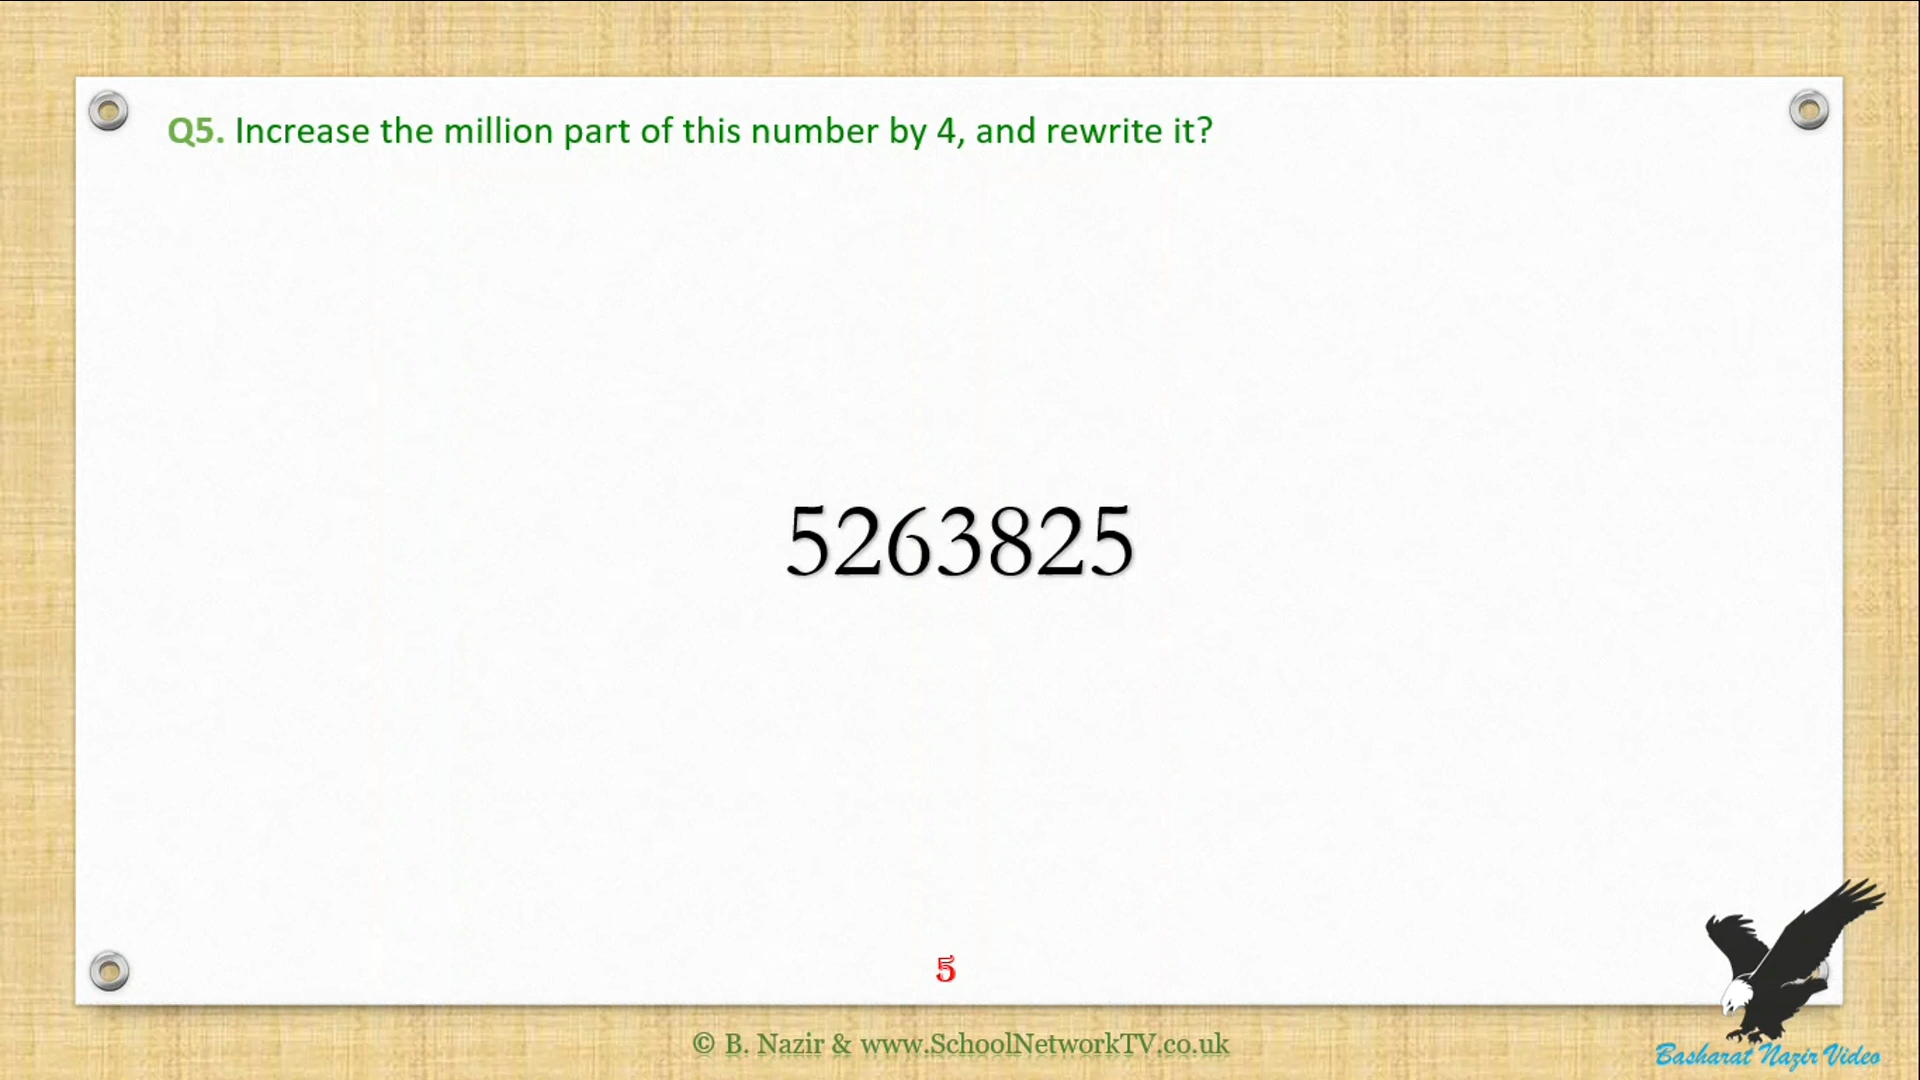 Q5. Increase the million part of this number by 4, and rewrite it?
5263825
5
© B. Nazir & www.SchoolNetworkTV.co.uk
Basharat Nazir Video